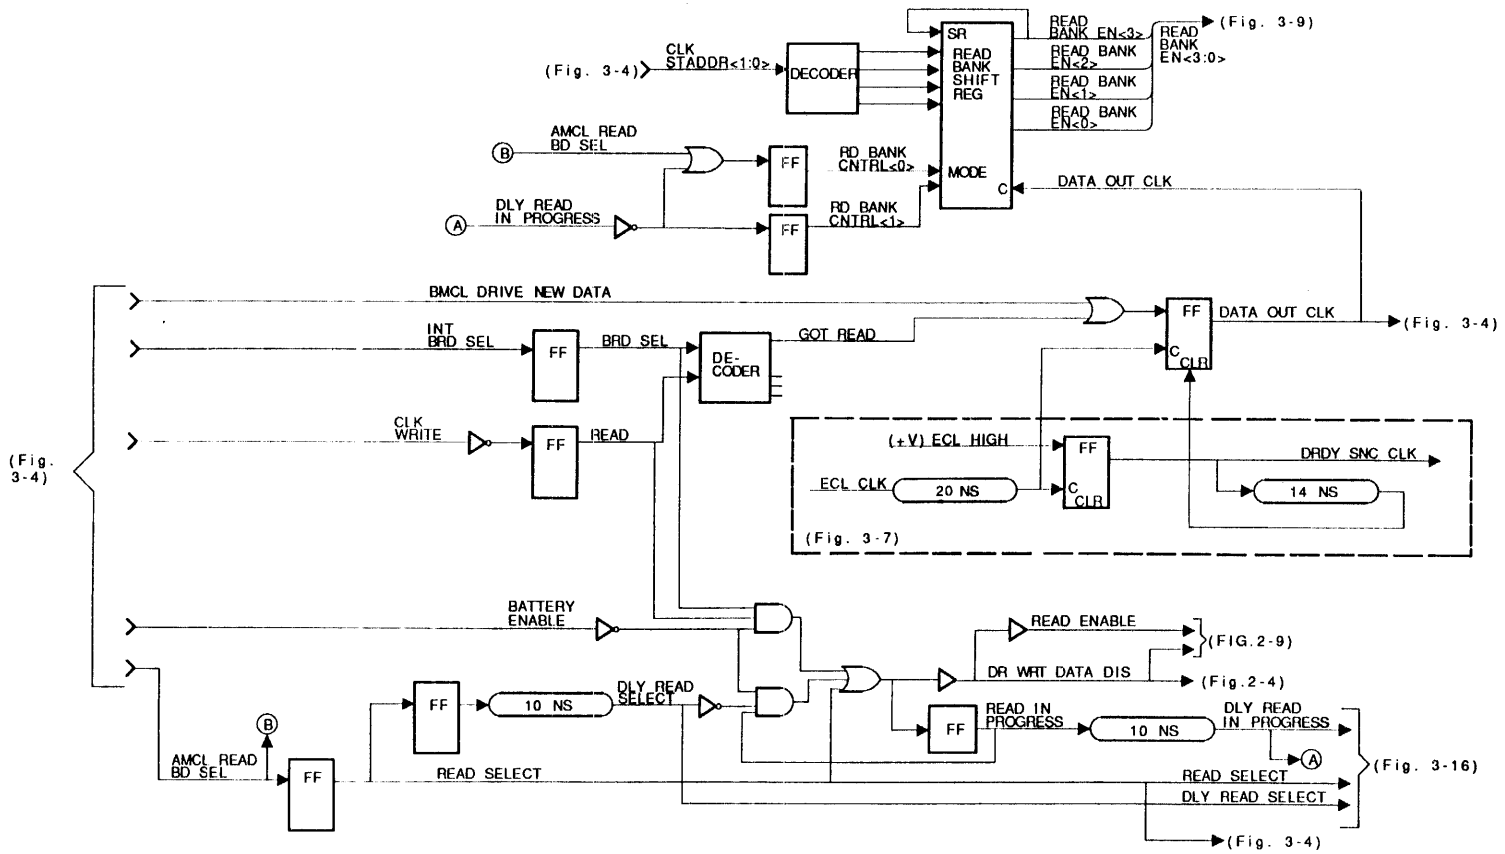 (Fig. 3-4)
CLK
STADDR<1:0>
DECODER
SR
READ
BANK
SHIFT
REG
MODE
C
READ
BANK EN<3>
READ BANK
EN<2>
READ BANK
EN<1>
READ BANK
EN<0>
READ
BANK
EN<3:0>
(Fig. 3-9)
B
AMCL READ
BD SEL
FF
RD BANK
CNTRL<0>
A
DLY READ
IN PROGRESS
FF
RD BANK
CNTRL<1>
DATA OUT CLK
BMCL DRIVE NEW DATA
FF
C
CLR
DATA OUT CLK
(Fig. 3-4)
INT
BRD SEL
FF
BRD SEL
DE-
CODER
GOT READ
(Fig.
3-4)
CLK
WRITE
FF
READ
(+V) ECL HIGH
FF
C
CLR
ECL CLK
20 NS
DRDY SNC CLK
14 NS
(Fig. 3-7)
BATTERY
ENABLE
READ ENABLE
(FIG.2-9)
DR WRT DATA DIS
(Fig.2-4)
FF
10 NS
DLY READ
SELECT
FF
READ IN
PROGRESS
10 NS
DLY READ
IN PROGRESS
A
B
AMCL READ
BD SEL
FF
READ SELECT
READ SELECT
DLY READ SELECT
(Fig. 3-16)
(Fig. 3-4)